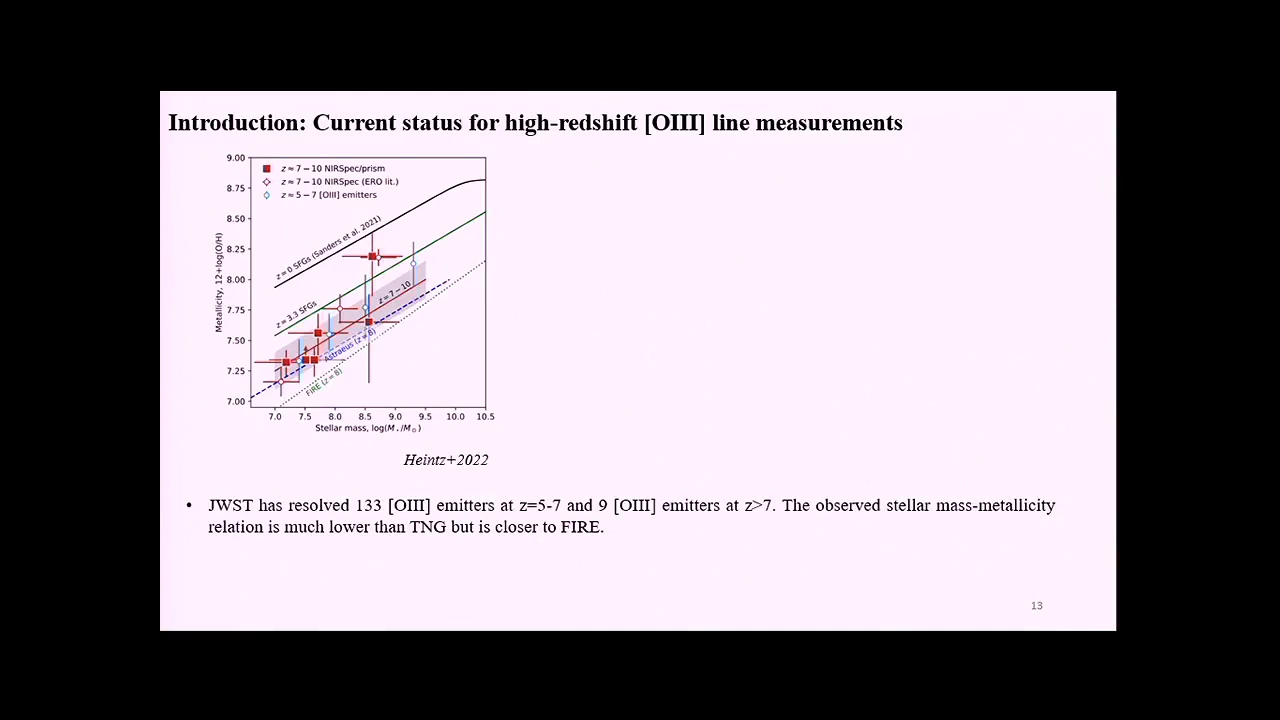 Introduction: Current status for high-redshift [OIII] line measurements
9.00
8.75
8.50
8.25
8.00
7.75
7.50
7.25
7.00
Metallicity, 12+log(O/H)
z ≈ 7 − 10 NIRSpec/prism
z ≈ 7 − 10 NIRSpec (ERO lit.)
z ≈ 5 − 7 [OIII] emitters
z = 0 SFGs (Sanders et al. 2021)
z = 3.3 SFGs
z = 7 − 10
Astraeus (z = 8)
FIRE (z = 8)
7.0 7.5 8.0 8.5 9.0 9.5 10.0 10.5
Stellar mass, log(M⋆/M⊙)
Heintz+2022
• JWST has resolved 133 [OIII] emitters at z=5-7 and 9 [OIII] emitters at z>7. The observed stellar mass-metallicity
relation is much lower than TNG but is closer to FIRE.
13